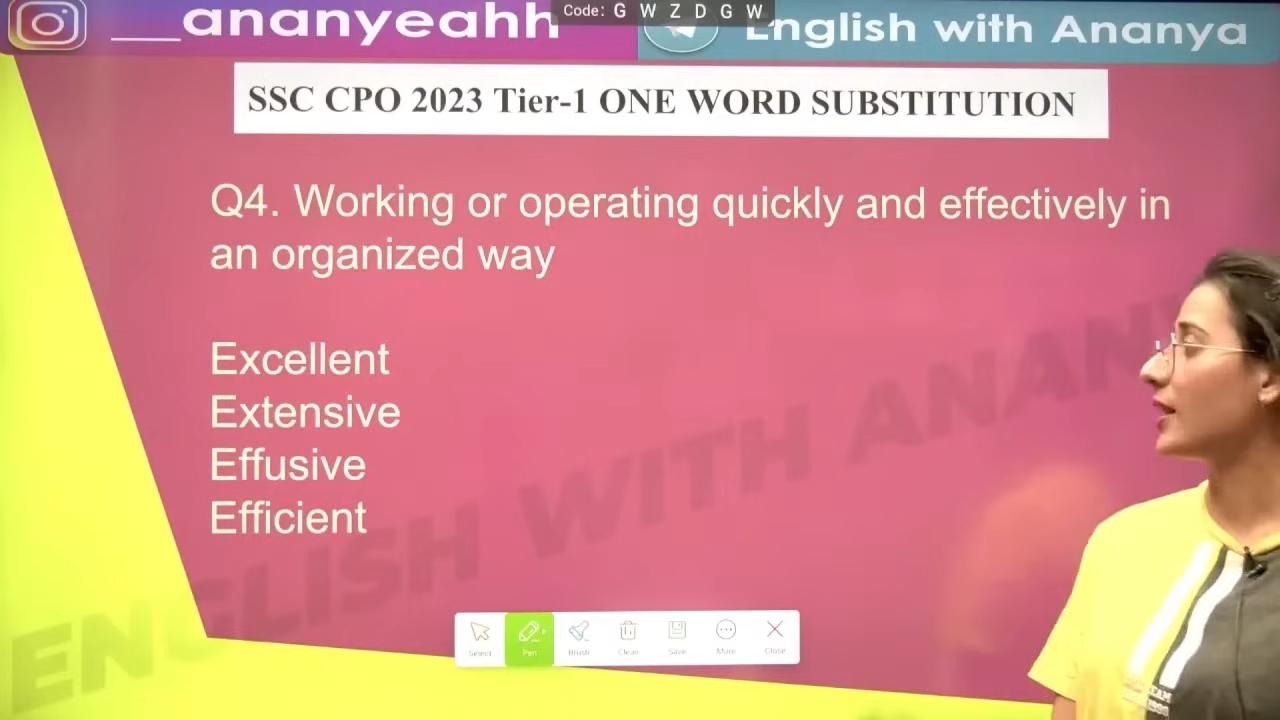 Code: G W Z D G W
___ananyeahh
English with Ananya
SSC CPO 2023 Tier-1 ONE WORD SUBSTITUTION
Q4. Working or operating quickly and effectively in
an organized way
Excellent
Extensive
Effusive
Efficient
ENGLISH WITH ANANY
Select
Pen
Brush
Clean
Save
More
Close